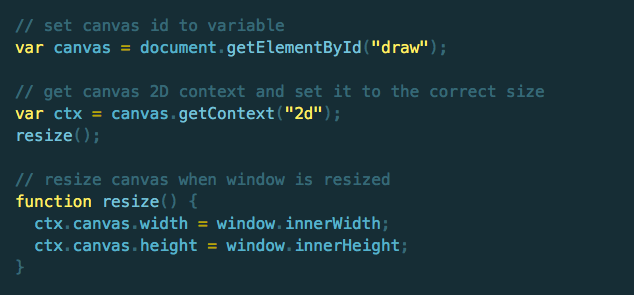 // set canvas id to variable
var canvas = document.getElementById("draw");
// get canvas 2D context and set it to the correct size
var ctx = canvas.getContext("2d");
resize();
// resize canvas when window is resized
function resize() {
ctx.canvas.width = window.innerWidth;
ctx.canvas.height = window.innerHeight;
}